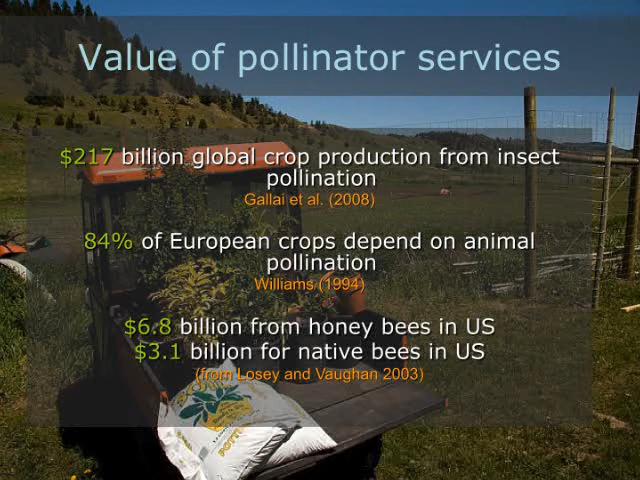 Value of pollinator services
$217 billion global crop production from insect
pollination
Gallai et al. (2008)
84% of European crops depend on animal
pollination
Williams (1994)
$6.8 billion from honey bees in US
$3.1 billion for native bees in US
(from Losey and Vaughan 2003)